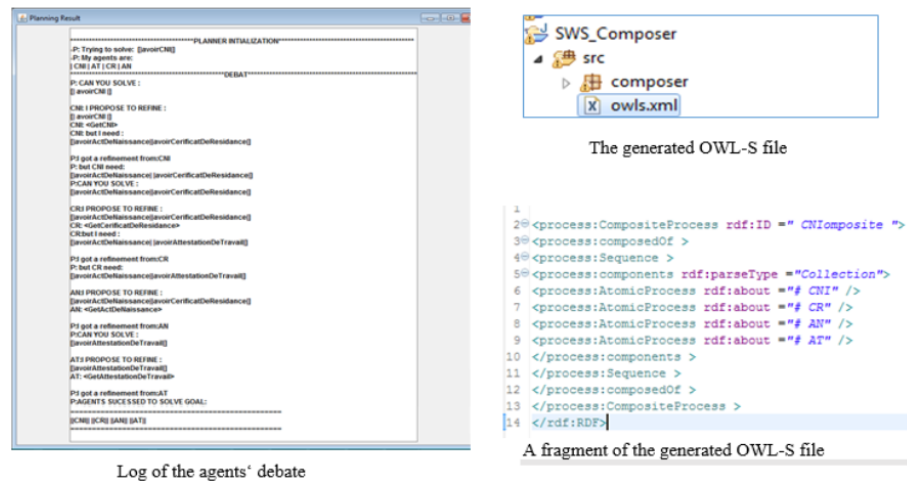 Planning Result
PLANNER INTIALIZATION
-P: Trying to solve: [|avoirCNI|]
-P: My agents are:
| CNI | AT | CR | AN
DEBAT
P: CAN YOU SOLVE :
[| avoirCNI |]
CNI: I PROPOSE TO REFINE :
[| avoirCNI |]
CNI: <GetCNI>
CNI: but I need :
[|avoirActDeNaissance||avoirCerificatDeResidance|]
P:I got a refinement from:CNI
P: but CNI need:
[|avoirActDeNaissance| |avoirCerificatDeResidance|]
P:CAN YOU SOLVE :
[|avoirActDeNaissance||avoirCerificatDeResidance|]
CR:I PROPOSE TO REFINE :
[|avoirActDeNaissance||avoirCerificatDeResidance|]
CR: <GetCerificatDeResidance>
CR:but I need :
[|avoirActDeNaissance| |avoirAttestationDeTravail|]
P:I got a refinement from:CR
P: but CR need:
[|avoirActDeNaissance||avoirAttestationDeTravail|]
AN:I PROPOSE TO REFINE :
[|avoirActDeNaissance||avoirCerificatDeResidance|]
AN: <GetActDeNaissance>
P:I got a refinement from:AN
P:CAN YOU SOLVE :
[|avoirAttestationDeTravail|]
AT:I PROPOSE TO REFINE :
[|avoirAttestationDeTravail|]
AT: <GetAttestationDeTravail>
P:I got a refinement from:AT
P:AGENTS SUCESSED TO SOLVE GOAL:
||CNI|| ||CR|| ||AN|| ||AT||
Log of the agents‘ debate
SWS_Composer
src
composer
owls.xml
The generated OWL-S file
1
2 <process:CompositeProcess rdf:ID =" CNIomposite ">
3 <process:composedOf >
4 <process:Sequence >
5 <process:components rdf:parseType ="Collection">
6 <process:AtomicProcess rdf:about ="# CNI" />
7 <process:AtomicProcess rdf:about ="# CR" />
8 <process:AtomicProcess rdf:about ="# AN" />
9 <process:AtomicProcess rdf:about ="# AT" />
10 </process:components >
11 </process:Sequence >
12 </process:composedOf >
13 </process:CompositeProcess >
14 </rdf:RDF>
A fragment of the generated OWL-S file